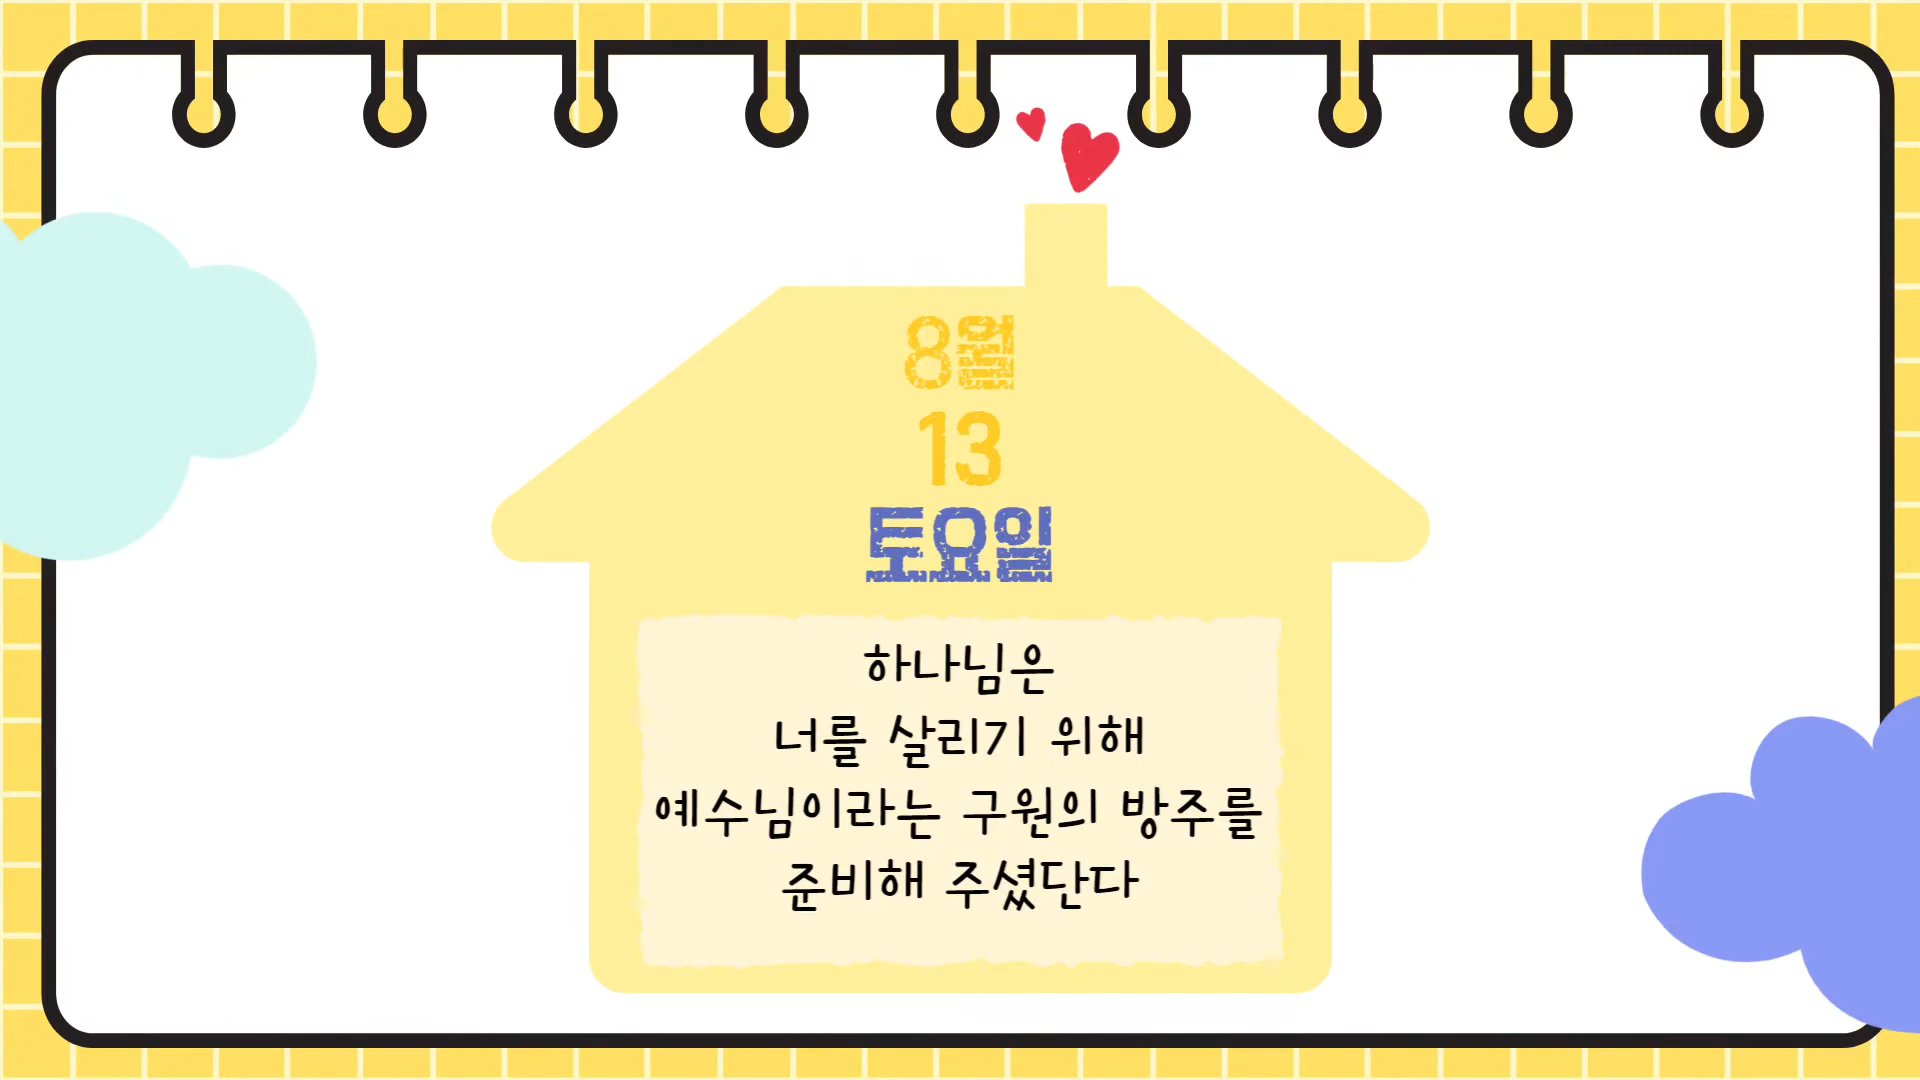 8월
13
토요일
하나님은
너를 살리기 위해
예수님이라는 구원의 방주를
준비해 주셨단다